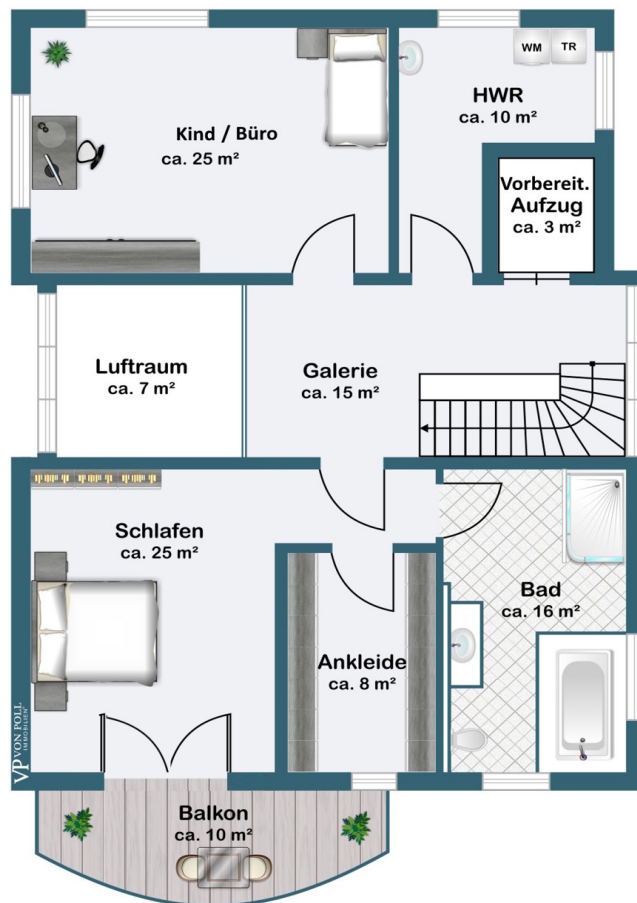 WM
TR
HWR
ca. 10 m²
Kind / Büro
ca. 25 m²
Vorbereit.
Aufzug
ca. 3 m²
Luftraum
ca. 7 m²
Galerie
ca. 15 m²
Schlafen
ca. 25 m²
Bad
ca. 16 m²
Ankleide
ca. 8 m²
VP VON POLL
IMMOBILIEN
Balkon
ca. 10 m²